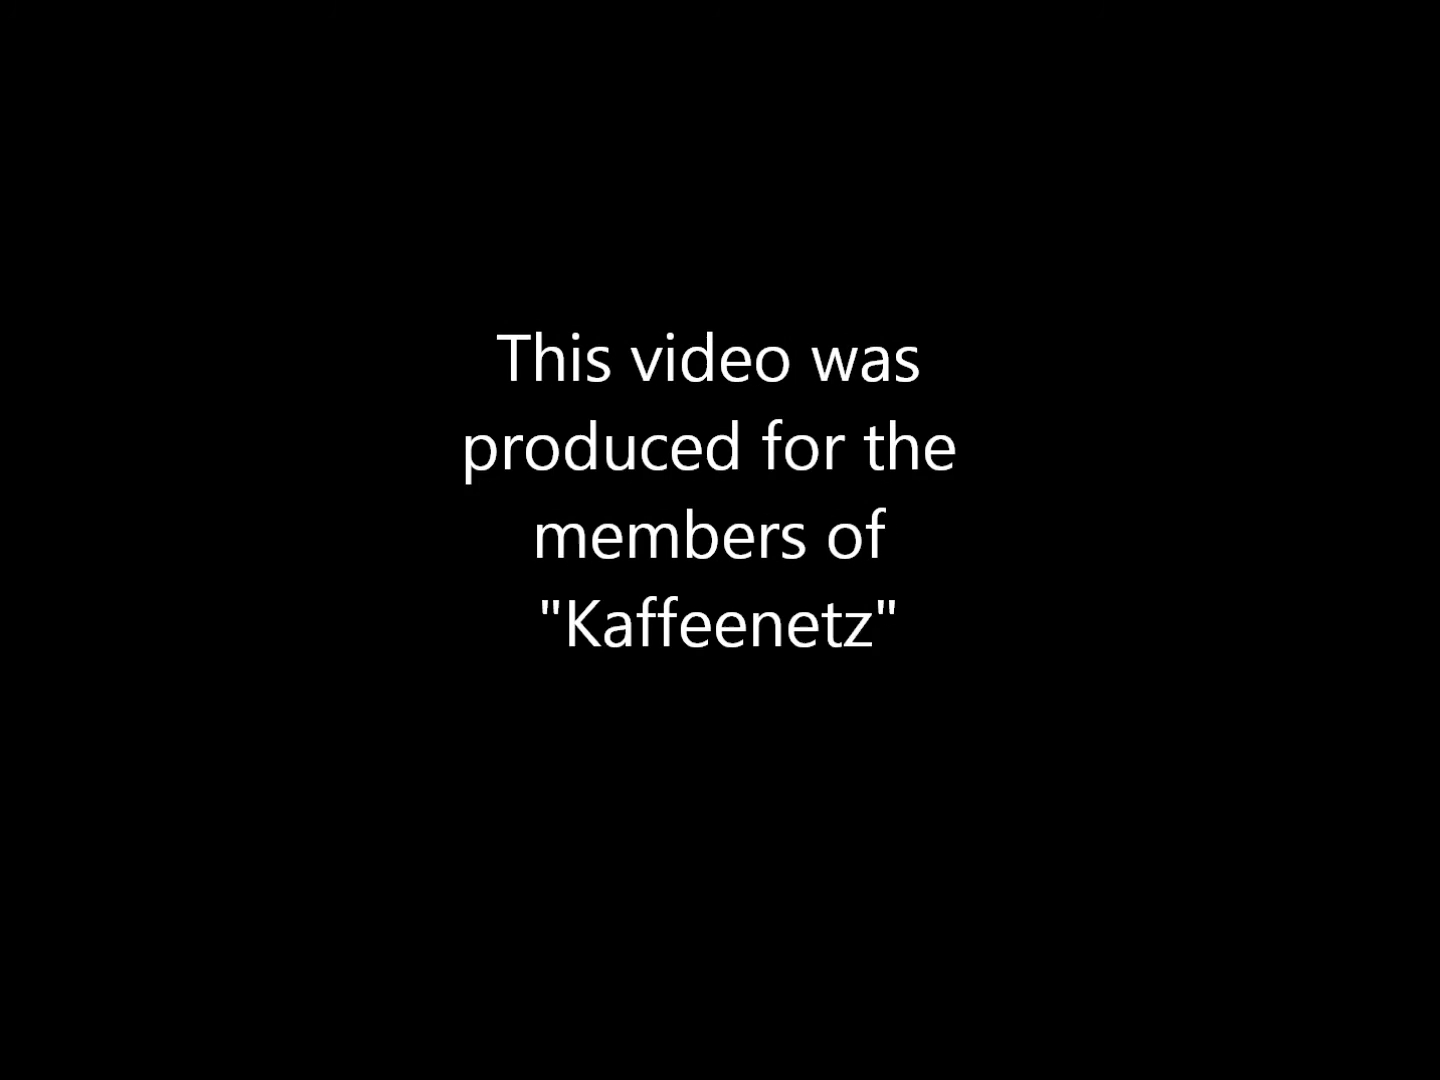 This video was
produced for the
members of
"Kaffeenetz"